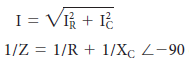 I = √I²R + I²C
1/Z = 1/R + 1/XC ∠−90